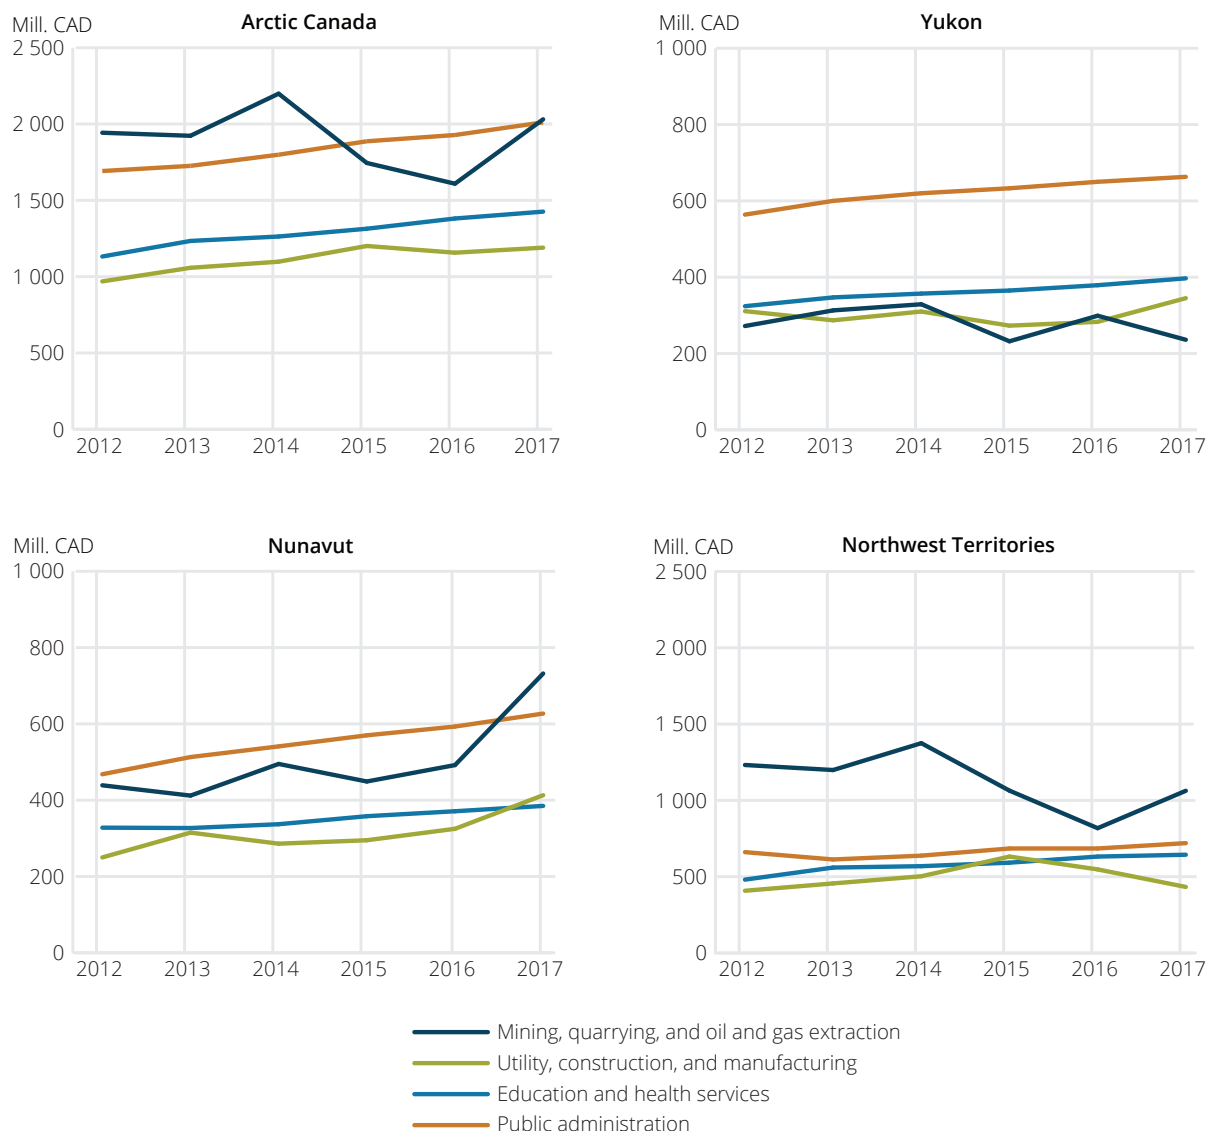 Mill. CAD
Arctic Canada
2 500
2 000
1 500
1 000
500
0
2012 2013 2014 2015 2016 2017
Mill. CAD
Yukon
1 000
800
600
400
200
0
2012 2013 2014 2015 2016 2017
Mill. CAD
Nunavut
1 000
800
600
400
200
0
2012 2013 2014 2015 2016 2017
Mill. CAD
Northwest Territories
2 500
2 000
1 500
1 000
500
0
2012 2013 2014 2015 2016 2017
Mining, quarrying, and oil and gas extraction
Utility, construction, and manufacturing
Education and health services
Public administration